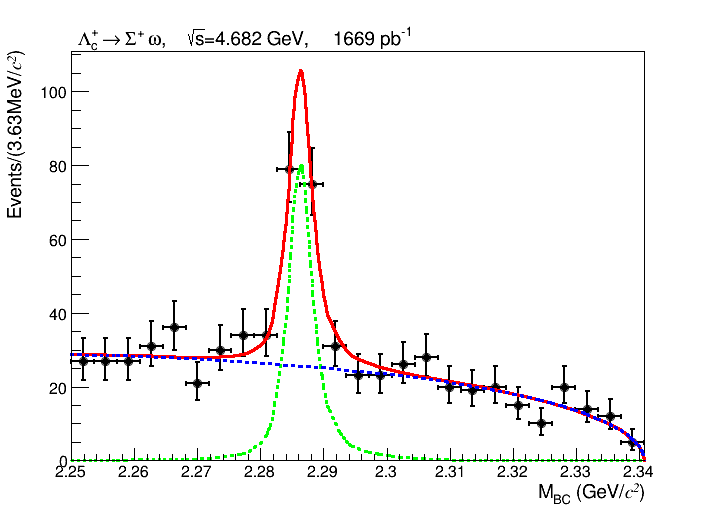 Λc+ → Σ+ ω, √s=4.682 GeV, 1669 pb-1
Events/(3.63MeV/c2)
100
80
60
40
20
0
2.25 2.26 2.27 2.28 2.29 2.3 2.31 2.32 2.33 2.34
MBC (GeV/c2)